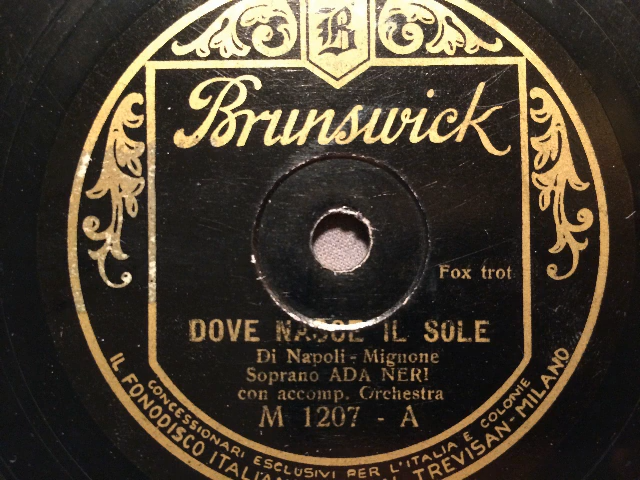 B
Brunswick
Fox trot
DOVE NASCE IL SOLE
Di Napoli - Mignone
Soprano ADA NERI
con accomp. Orchestra
M 1207 - A
CONCESSIONARI ESCLUSIVI PER L'ITALIA E COLONIE
IL FONODISCO ITALIANO TREVISAN - MILANO